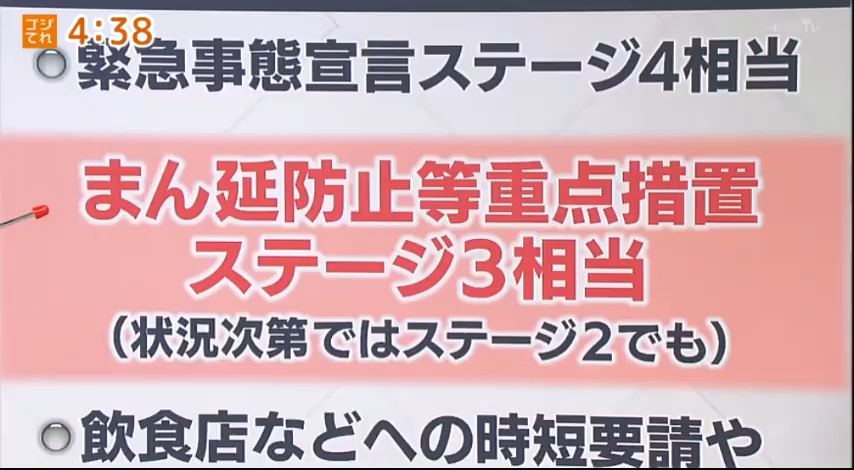 ゴジてれ 4:38
緊急事態宣言ステージ4相当
まん延防止等重点措置
ステージ3相当
(状況次第ではステージ2でも)
飲食店などへの時短要請や